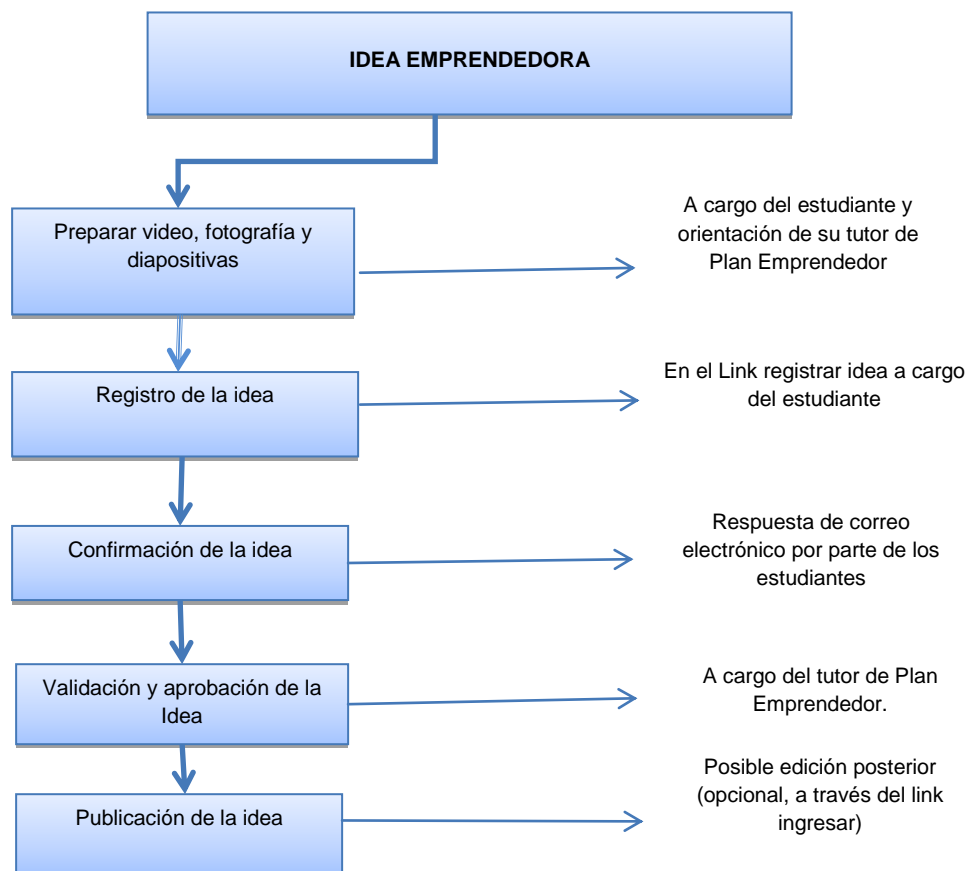 IDEA EMPRENDEDORA
Preparar video, fotografía y
diapositivas
A cargo del estudiante y
orientación de su tutor de
Plan Emprendedor
Registro de la idea
En el Link registrar idea a cargo
del estudiante
Confirmación de la idea
Respuesta de correo
electrónico por parte de los
estudiantes
Validación y aprobación de la
Idea
A cargo del tutor de Plan
Emprendedor.
Publicación de la idea
Posible edición posterior
(opcional, a través del link
ingresar)